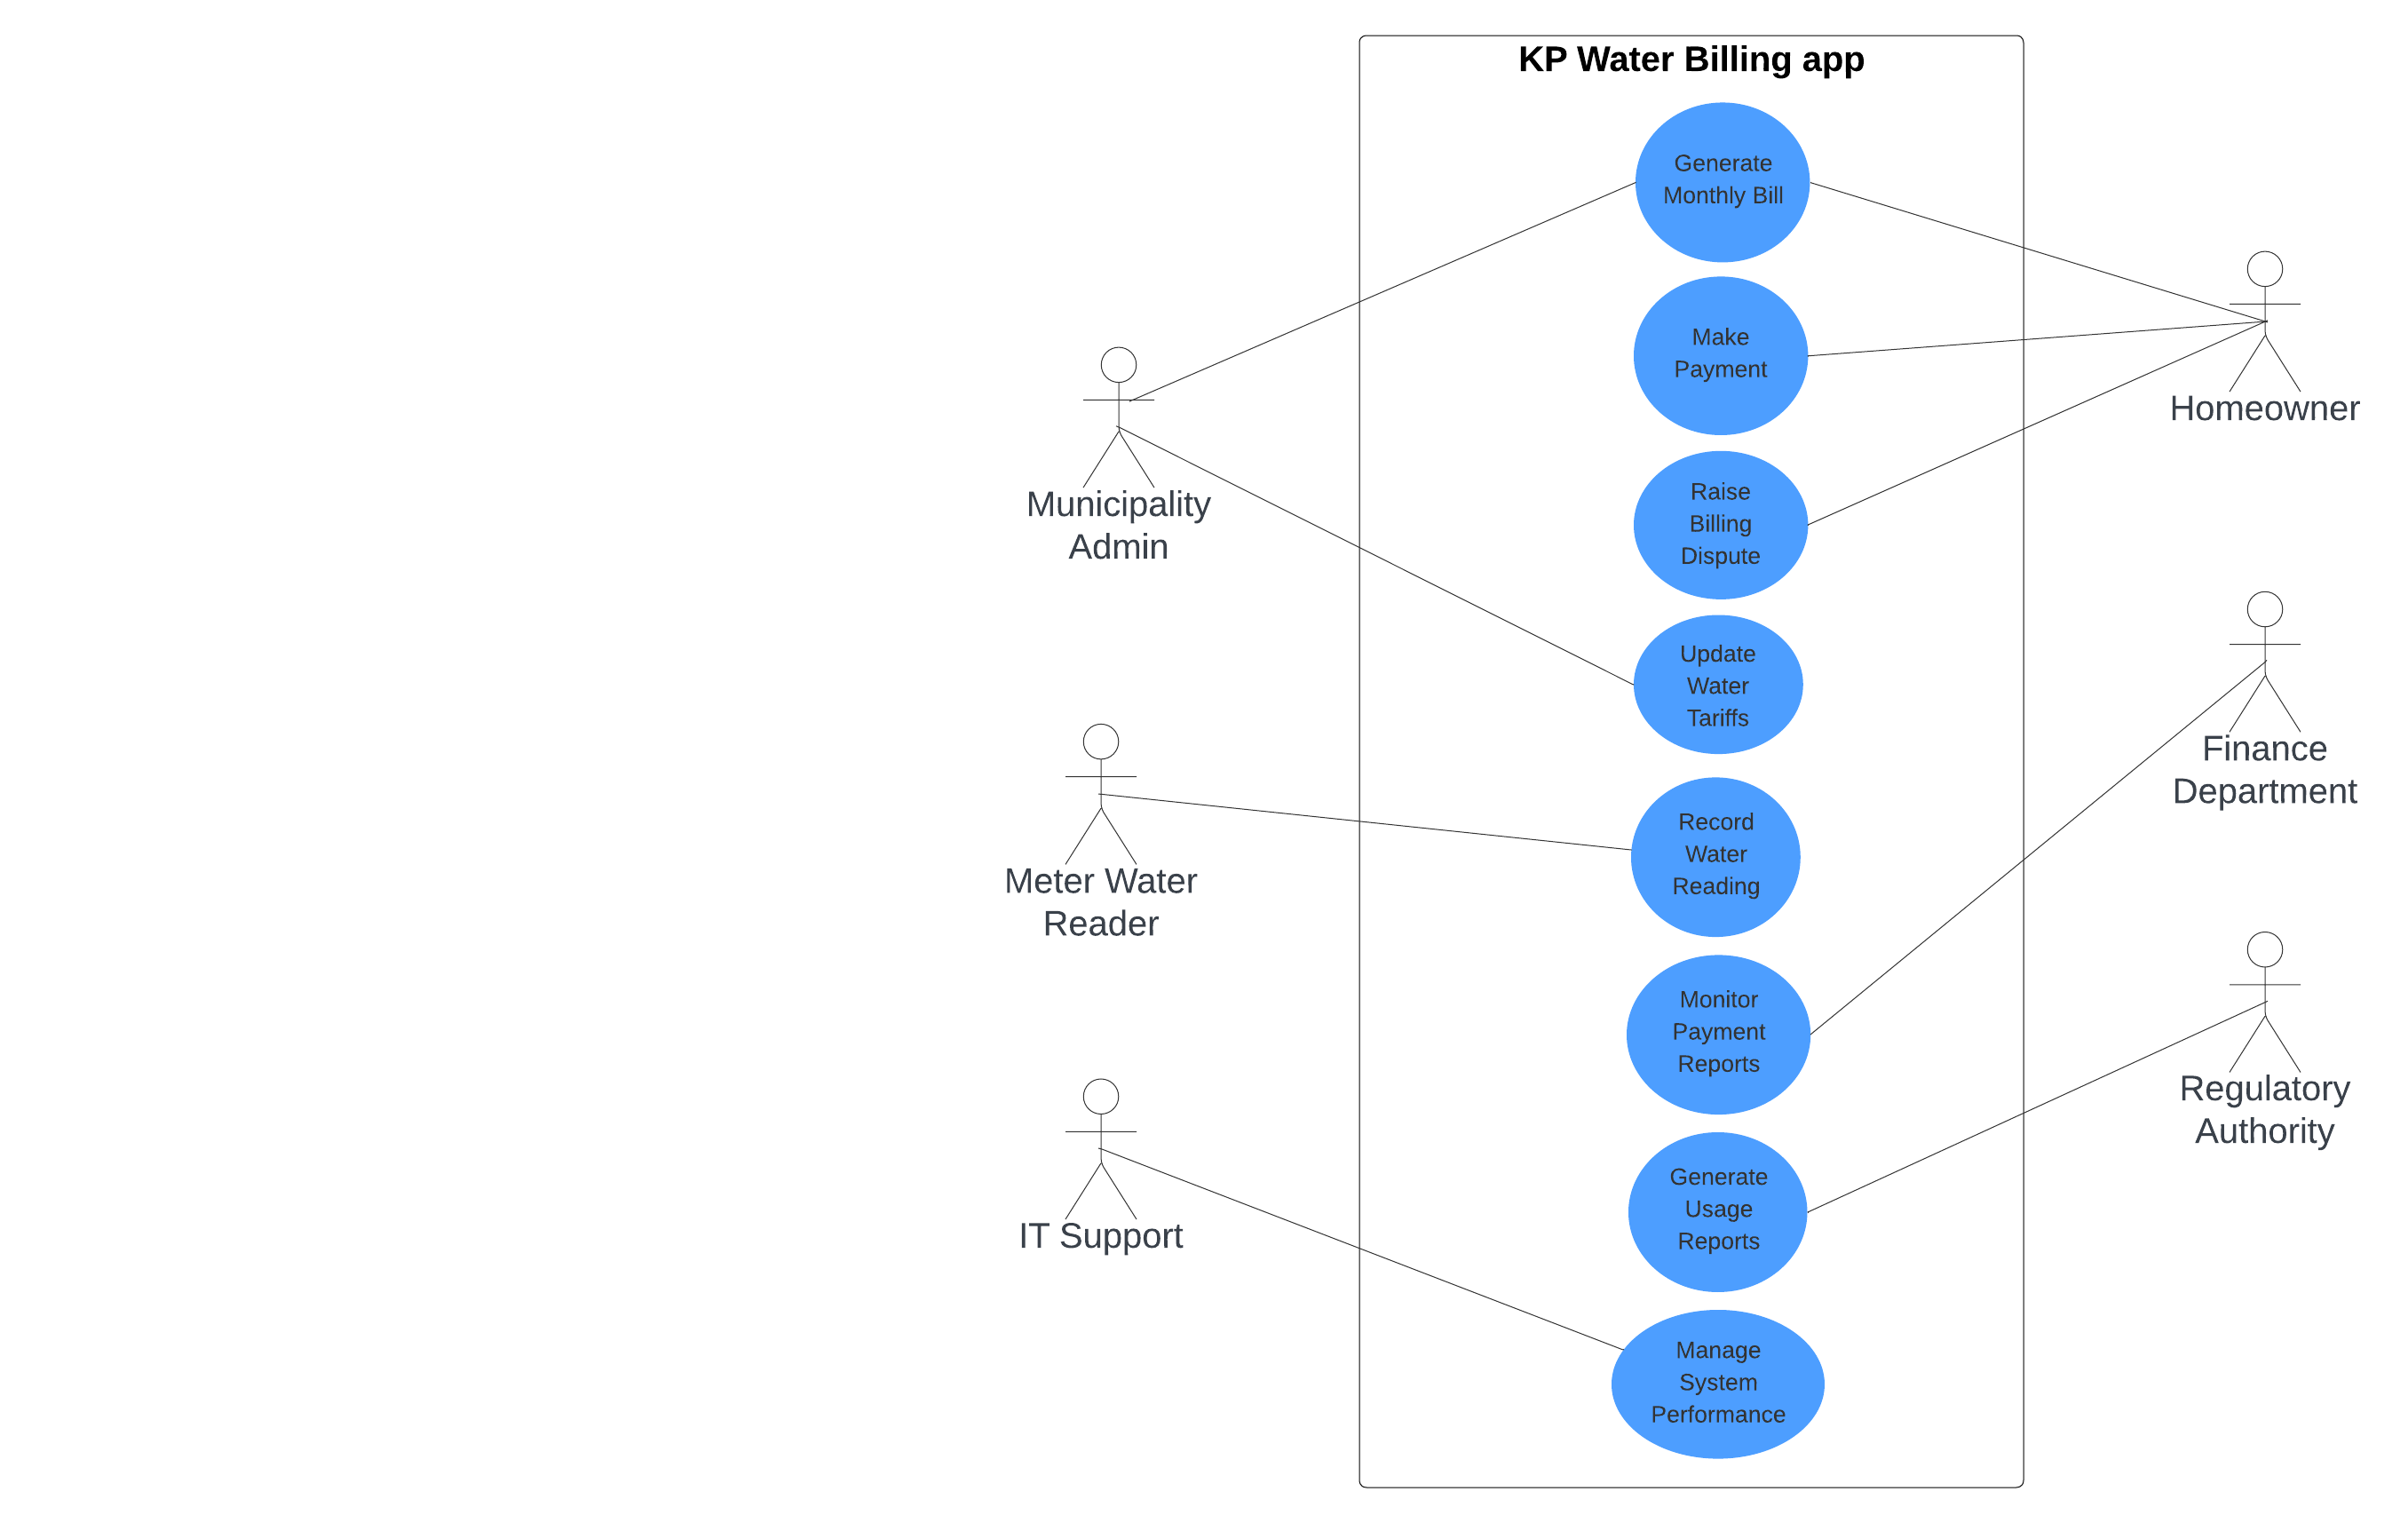 KP Water Billing app
Generate
Monthly Bill
Make
Payment
Raise
Billing
Dispute
Update
Water
Tariffs
Record
Water
Reading
Monitor
Payment
Reports
Generate
Usage
Reports
Manage
System
Performance
Municipality
Admin
Meter Water
Reader
IT Support
Homeowner
Finance
Department
Regulatory
Authority